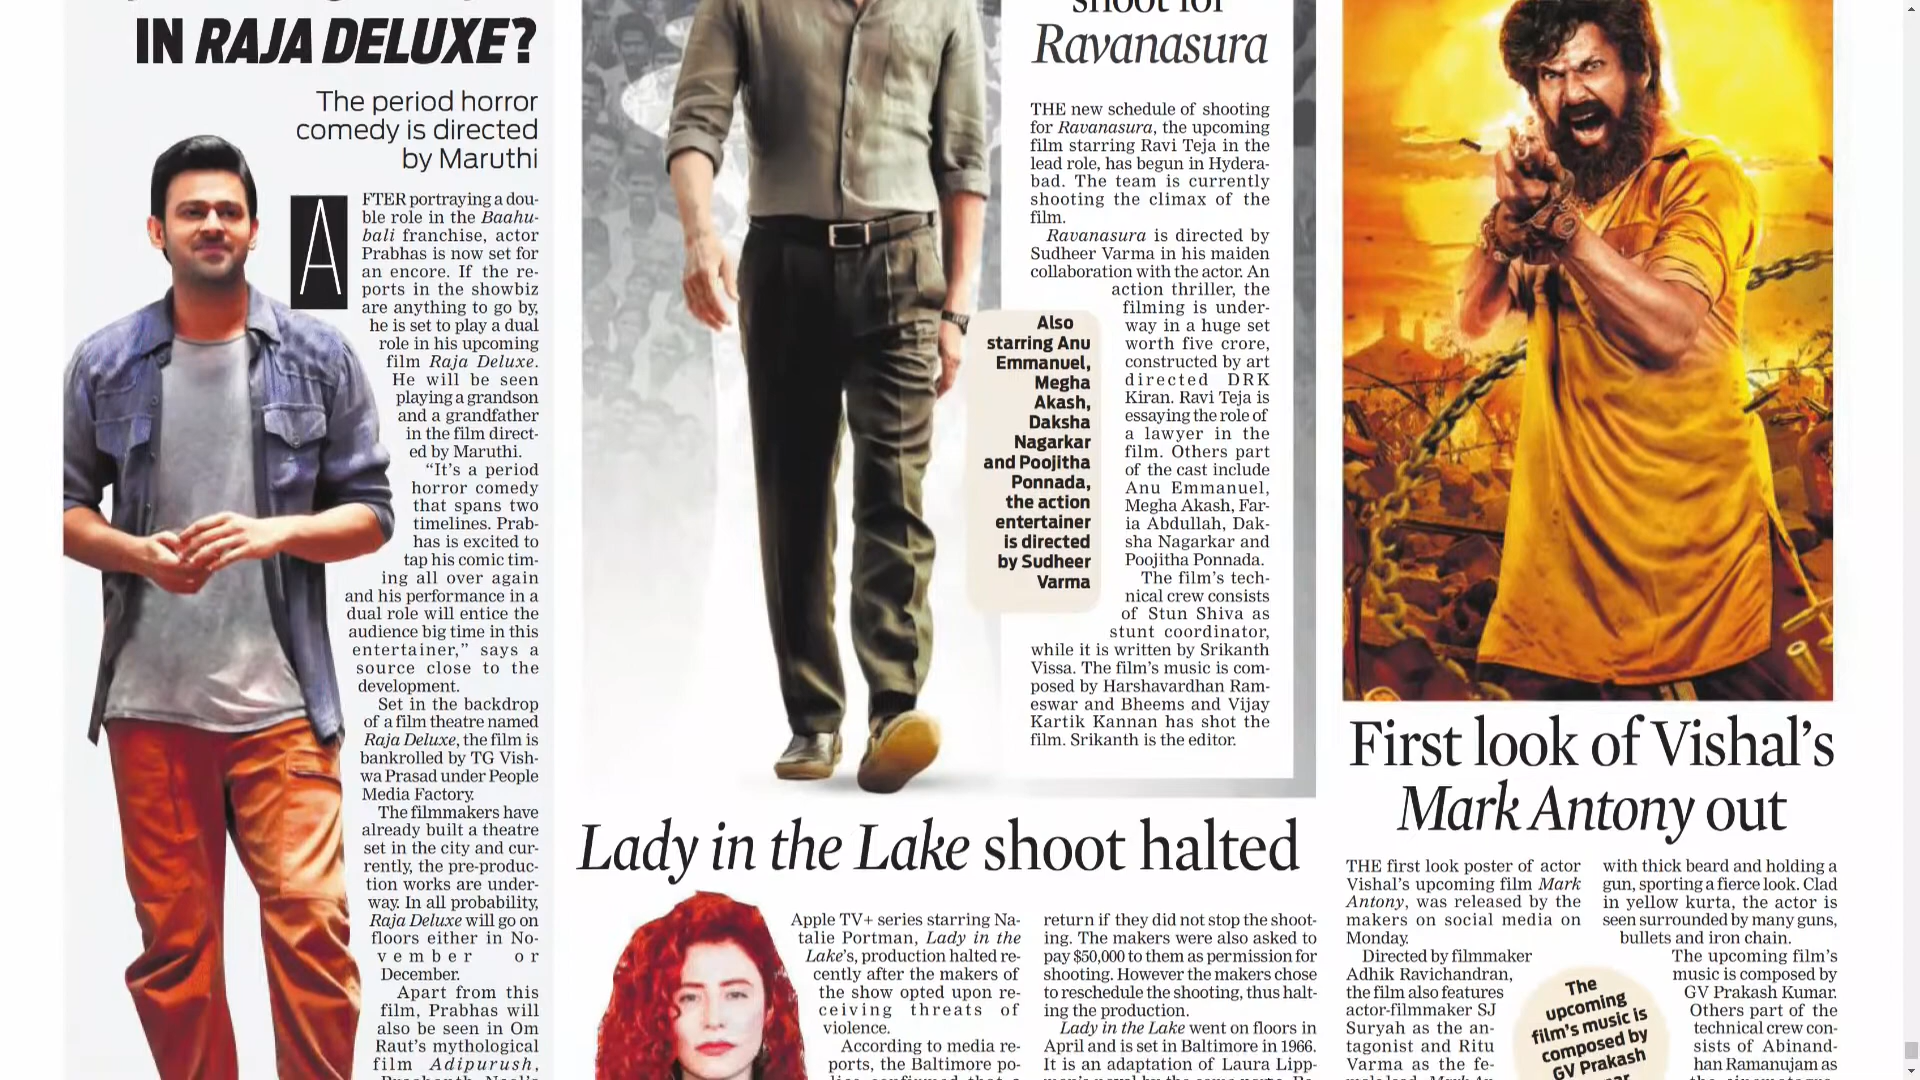 IN RAJA DELUXE?
The period horror
comedy is directed
by Maruthi
AFTER portraying a dou-
ble role in the Baahu-
bali franchise, actor
Prabhas is now set for
an encore. If the re-
ports in the showbiz
are anything to go by,
he is set to play a dual
role in his upcoming
film Raja Deluxe.
He will be seen
playing a grandson
and a grandfather
in the film direct-
ed by Maruthi.
“It’s a period
horror comedy
that spans two
timelines. Prab-
has is excited to
tap his comic tim-
ing all over again
and his performance in a
dual role will entice the
audience big time in this
entertainer,” says a
source close to the
development.
Set in the backdrop
of a film theatre named
Raja Deluxe, the film is
bankrolled by TG Vish-
wa Prasad under People
Media Factory.
The filmmakers have
already built a theatre
set in the city and cur-
rently, the pre-produc-
tion works are under-
way. In all probability,
Raja Deluxe will go on
floors either in No-
vember or
December.
Apart from this
film, Prabhas will
also be seen in Om
Raut’s mythological
film Adipurush,
shoot for
Ravanasura
THE new schedule of shooting
for Ravanasura, the upcoming
film starring Ravi Teja in the
lead role, has begun in Hydera-
bad. The team is currently
shooting the climax of the
film.
Ravanasura is directed by
Sudheer Varma in his maiden
collaboration with the actor. An
action thriller, the
filming is under-
way in a huge set
worth five crore,
constructed by art
directed DRK
Kiran. Ravi Teja is
essaying the role of
a lawyer in the
film. Others part
of the cast include
Anu Emmanuel,
Megha Akash, Far-
ia Abdullah, Dak-
sha Nagarkar and
Poojitha Ponnada.
The film’s tech-
nical crew consists
of Stun Shiva as
stunt coordinator,
while it is written by Srikanth
Vissa. The film’s music is com-
posed by Harshavardhan Ram-
eswar and Bheems and Vijay
Kartik Kannan has shot the
film. Srikanth is the editor.
Also
starring Anu
Emmanuel,
Megha
Akash,
Daksha
Nagarkar
and Poojitha
Ponnada,
the action
entertainer
is directed
by Sudheer
Varma
Lady in the Lake shoot halted
Apple TV+ series starring Na-
talie Portman, Lady in the
Lake’s, production halted re-
cently after the makers of
the show opted upon re-
ceiving threats of
violence.
According to media re-
ports, the Baltimore po-
return if they did not stop the shoot-
ing. The makers were also asked to
pay $50,000 to them as permission for
shooting. However the makers chose
to reschedule the shooting, thus halt-
ing the production.
Lady in the Lake went on floors in
April and is set in Baltimore in 1966.
It is an adaptation of Laura Lipp-
First look of Vishal’s
Mark Antony out
THE first look poster of actor
Vishal’s upcoming film Mark
Antony, was released by the
makers on social media on
Monday.
Directed by filmmaker
Adhik Ravichandran,
the film also features
actor-filmmaker SJ
Suryah as the an-
tagonist and Ritu
Varma as the fe-
with thick beard and holding a
gun, sporting a fierce look. Clad
in yellow kurta, the actor is
seen surrounded by many guns,
bullets and iron chain.
The upcoming film’s
music is composed by
GV Prakash Kumar.
Others part of the
technical crew con-
sists of Abinand-
han Ramanujam as
The
upcoming
film’s music is
composed by
GV Prakash